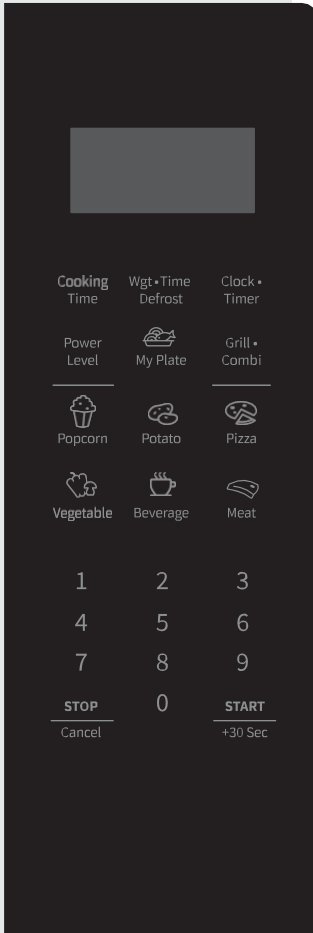 Cooking Time
Wgt•Time Defrost
Clock• Timer
Power Level
My Plate
Grill• Combi
Popcorn
Potato
Pizza
Vegetable
Beverage
Meat
1 2 3
4 5 6
7 8 9
STOP 0 START
Cancel +30 Sec